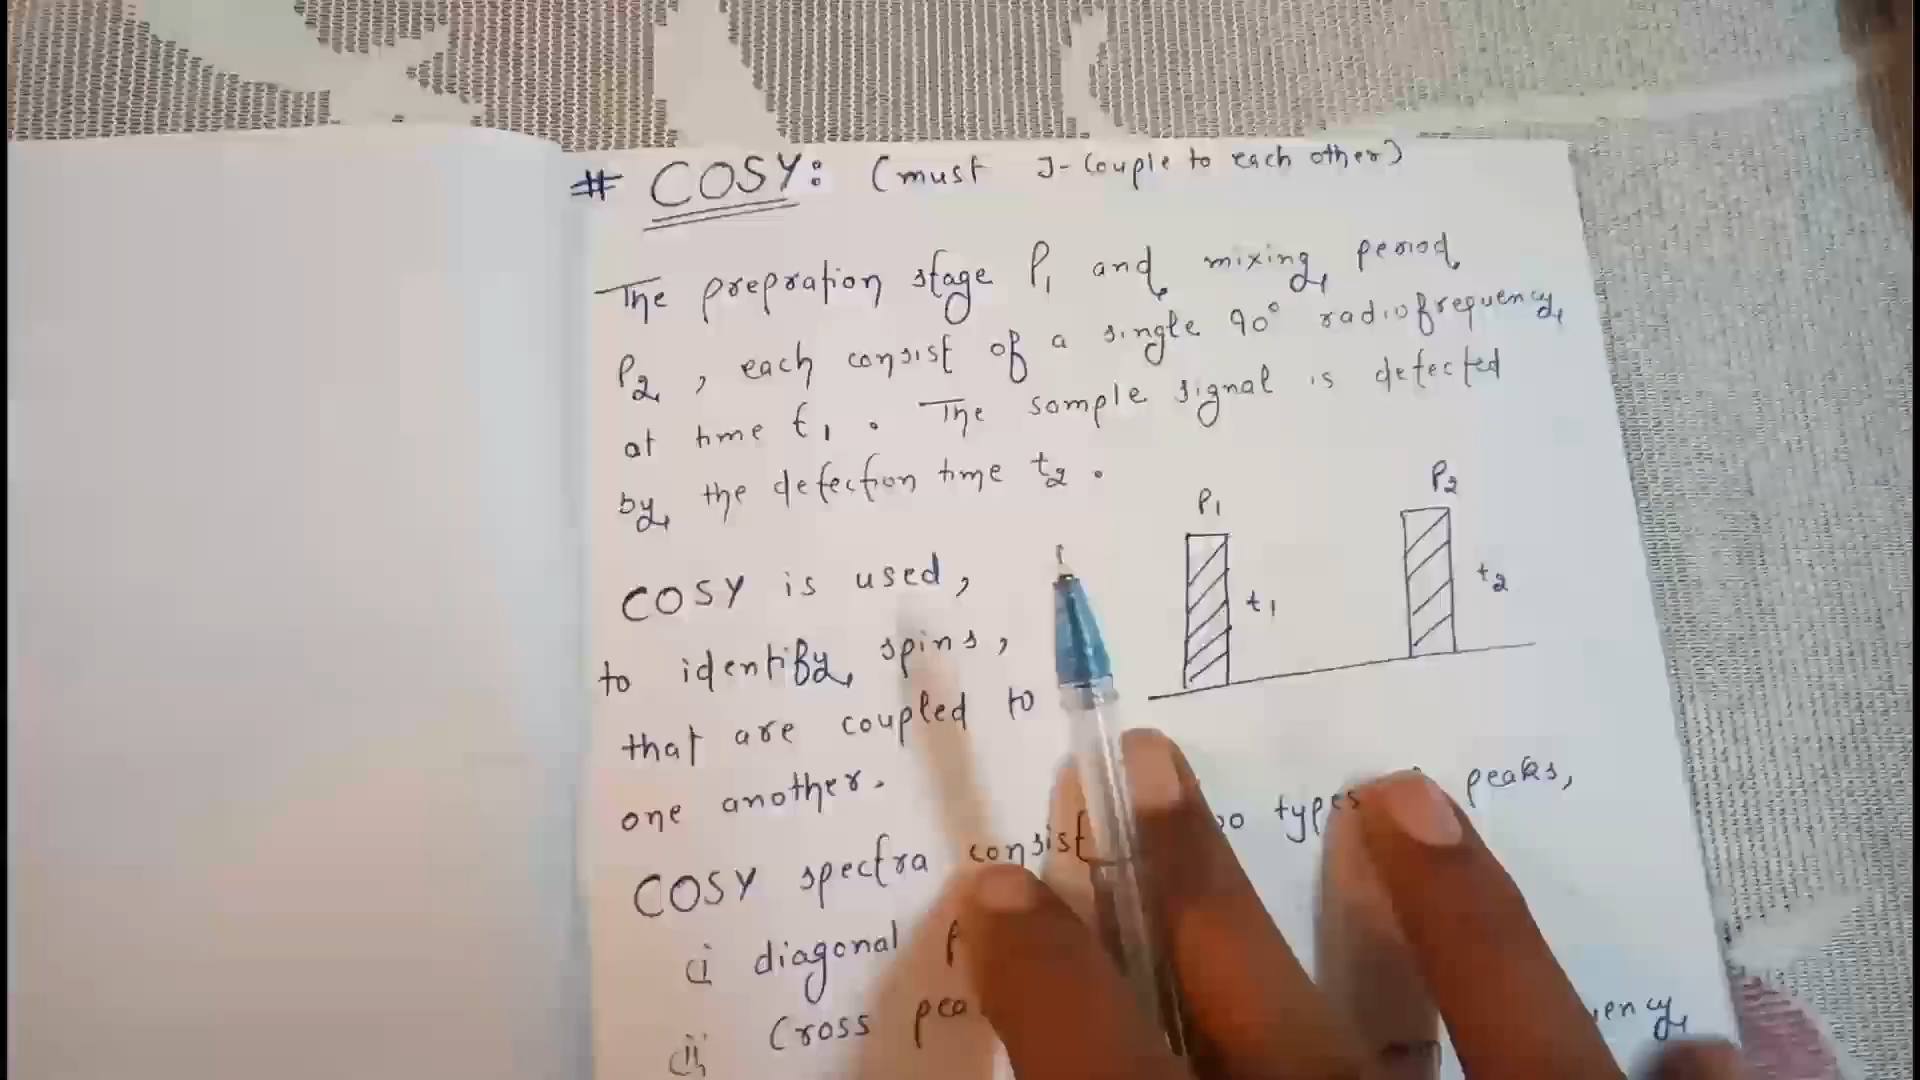 # COSY: (must J-Couple to each other)
The prepration stage P1 and mixing period
P2, each consist of a single 90° radiofrequency
at time t1. The sample signal is detected
by the detection time t2.
P1 P2
t1 t2
COSY is used,
to identify spins,
that are coupled to
one another.
COSY spectra consist types peaks,
(i diagonal
(ii Cross